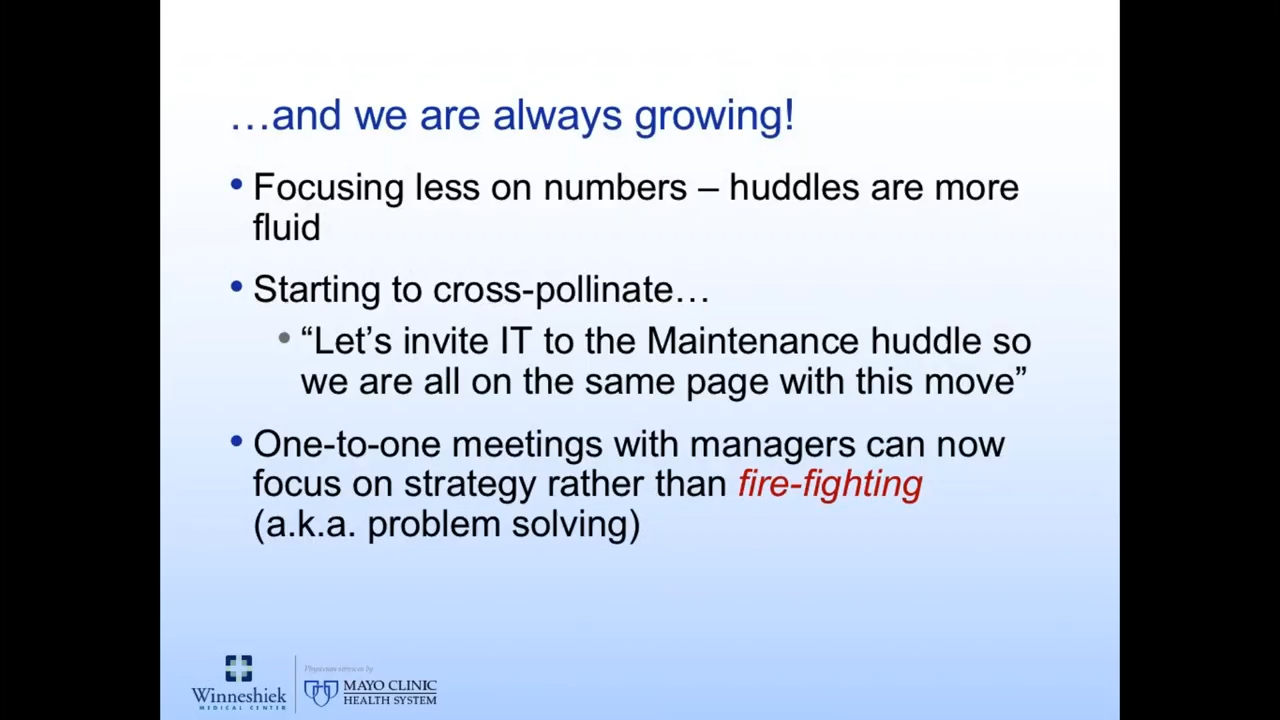 …and we are always growing!
• Focusing less on numbers – huddles are more
fluid
• Starting to cross-pollinate…
• “Let’s invite IT to the Maintenance huddle so
we are all on the same page with this move”
• One-to-one meetings with managers can now
focus on strategy rather than fire-fighting
(a.k.a. problem solving)
Winneshiek
MEDICAL CENTER
Physician services by
MAYO CLINIC
HEALTH SYSTEM